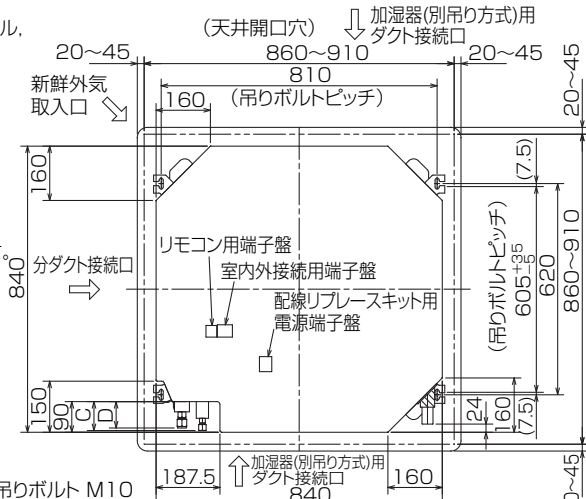 ル,
(天井開口穴)
加湿器(別吊り方式)用
ダクト接続口
20～45
860～910
20～45
810
(吊りボルトピッチ)
新鮮外気
取入口
160
20～45
160
(7.5)
リモコン用端子盤
室内外接続用端子盤
分ダクト接続口
配線リプレースキット用
電源端子盤
840
(吊りボルトピッチ)
605+35−5
620
860～910
150
90
C
D
24
160
(7.5)
187.5
加湿器(別吊り方式)用
ダクト接続口
160
吊りボルト M10
840
～45